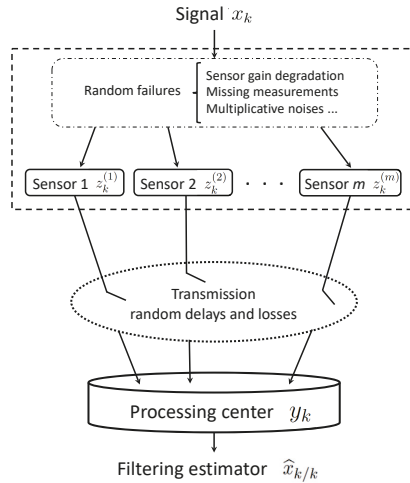 Signal $x_k$
Sensor gain degradation
Random failures
Missing measurements
Multiplicative noises ...
Sensor 1 $z_k^{(1)}$
Sensor 2 $z_k^{(2)}$
· · ·
Sensor $m$ $z_k^{(m)}$
Transmission
random delays and losses
Processing center $y_k$
Filtering estimator $\widehat{x}_{k/k}$